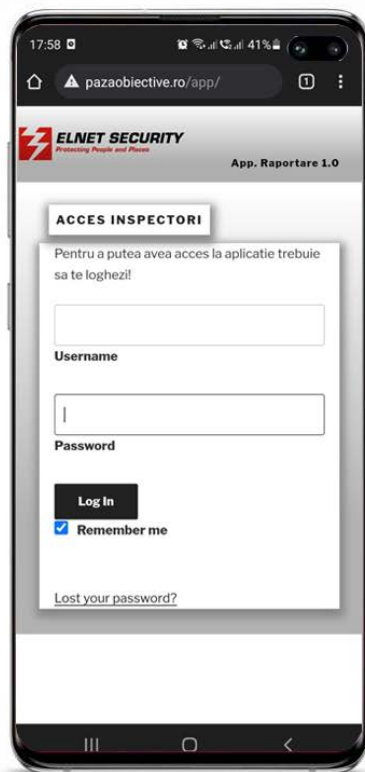 17:58 41%
pazaobiective.ro/app/ 1
ELNET SECURITY
Protecting People and Places
App. Raportare 1.0
ACCES INSPECTORI
Pentru a putea avea acces la aplicatie trebuie
sa te loghezi!
Username
Password
Log In
Remember me
Lost your password?